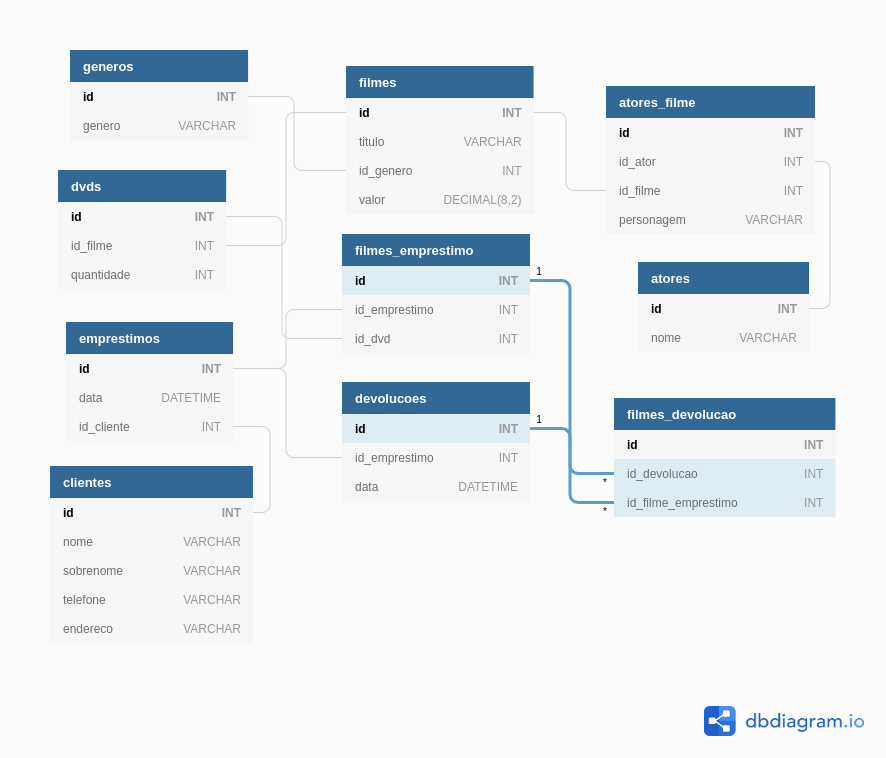 generos
id INT
genero VARCHAR
dvds
id INT
id_filme INT
quantidade INT
emprestimos
id INT
data DATETIME
id_cliente INT
clientes
id INT
nome VARCHAR
sobrenome VARCHAR
telefone VARCHAR
endereco VARCHAR
filmes
id INT
titulo VARCHAR
id_genero INT
valor DECIMAL(8,2)
filmes_emprestimo
id INT
id_emprestimo INT
id_dvd INT
1
devolucoes
id INT
id_emprestimo INT
data DATETIME
1
atores_filme
id INT
id_ator INT
id_filme INT
personagem VARCHAR
atores
id INT
nome VARCHAR
filmes_devolucao
id INT
id_devolucao INT
id_filme_emprestimo INT
*
*
dbdiagram.io